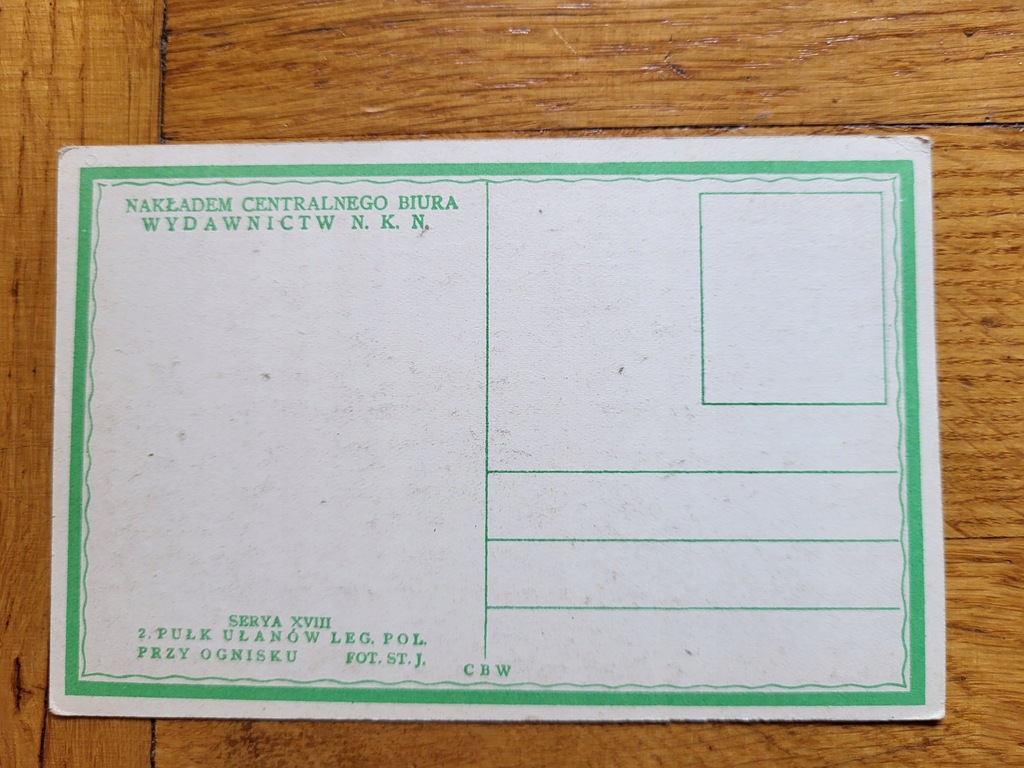 NAKŁADEM CENTRALNEGO BIURA
WYDAWNICTW N. K. N.
SERYA XVIII
2. PUŁK UŁANÓW LEG. POL.
PRZY OGNISKU FOT. ST. J.
CBW